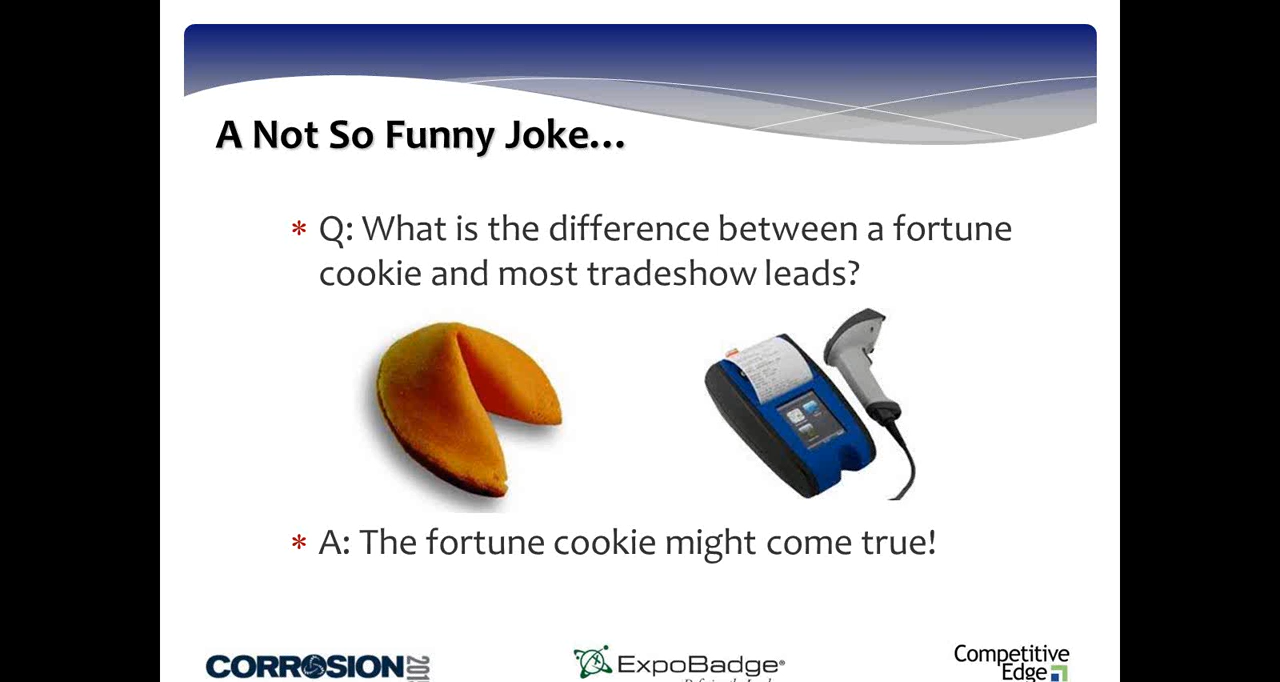 A Not So Funny Joke...
* Q: What is the difference between a fortune
cookie and most tradeshow leads?
* A: The fortune cookie might come true!
CORROSION
ExpoBadge®
Competitive
Edge